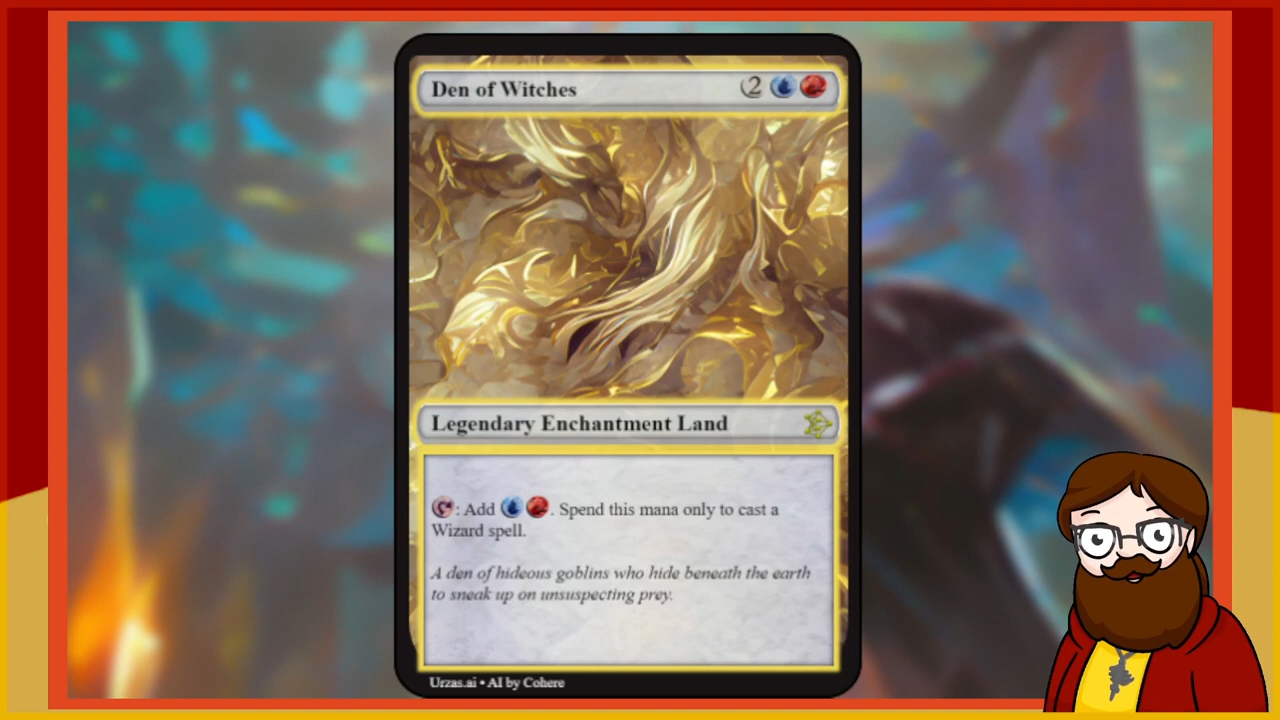 Den of Witches 2
Legendary Enchantment Land
: Add . Spend this mana only to cast a
Wizard spell.
A den of hideous goblins who hide beneath the earth
to sneak up on unsuspecting prey.
Urzas.ai • AI by Cohere